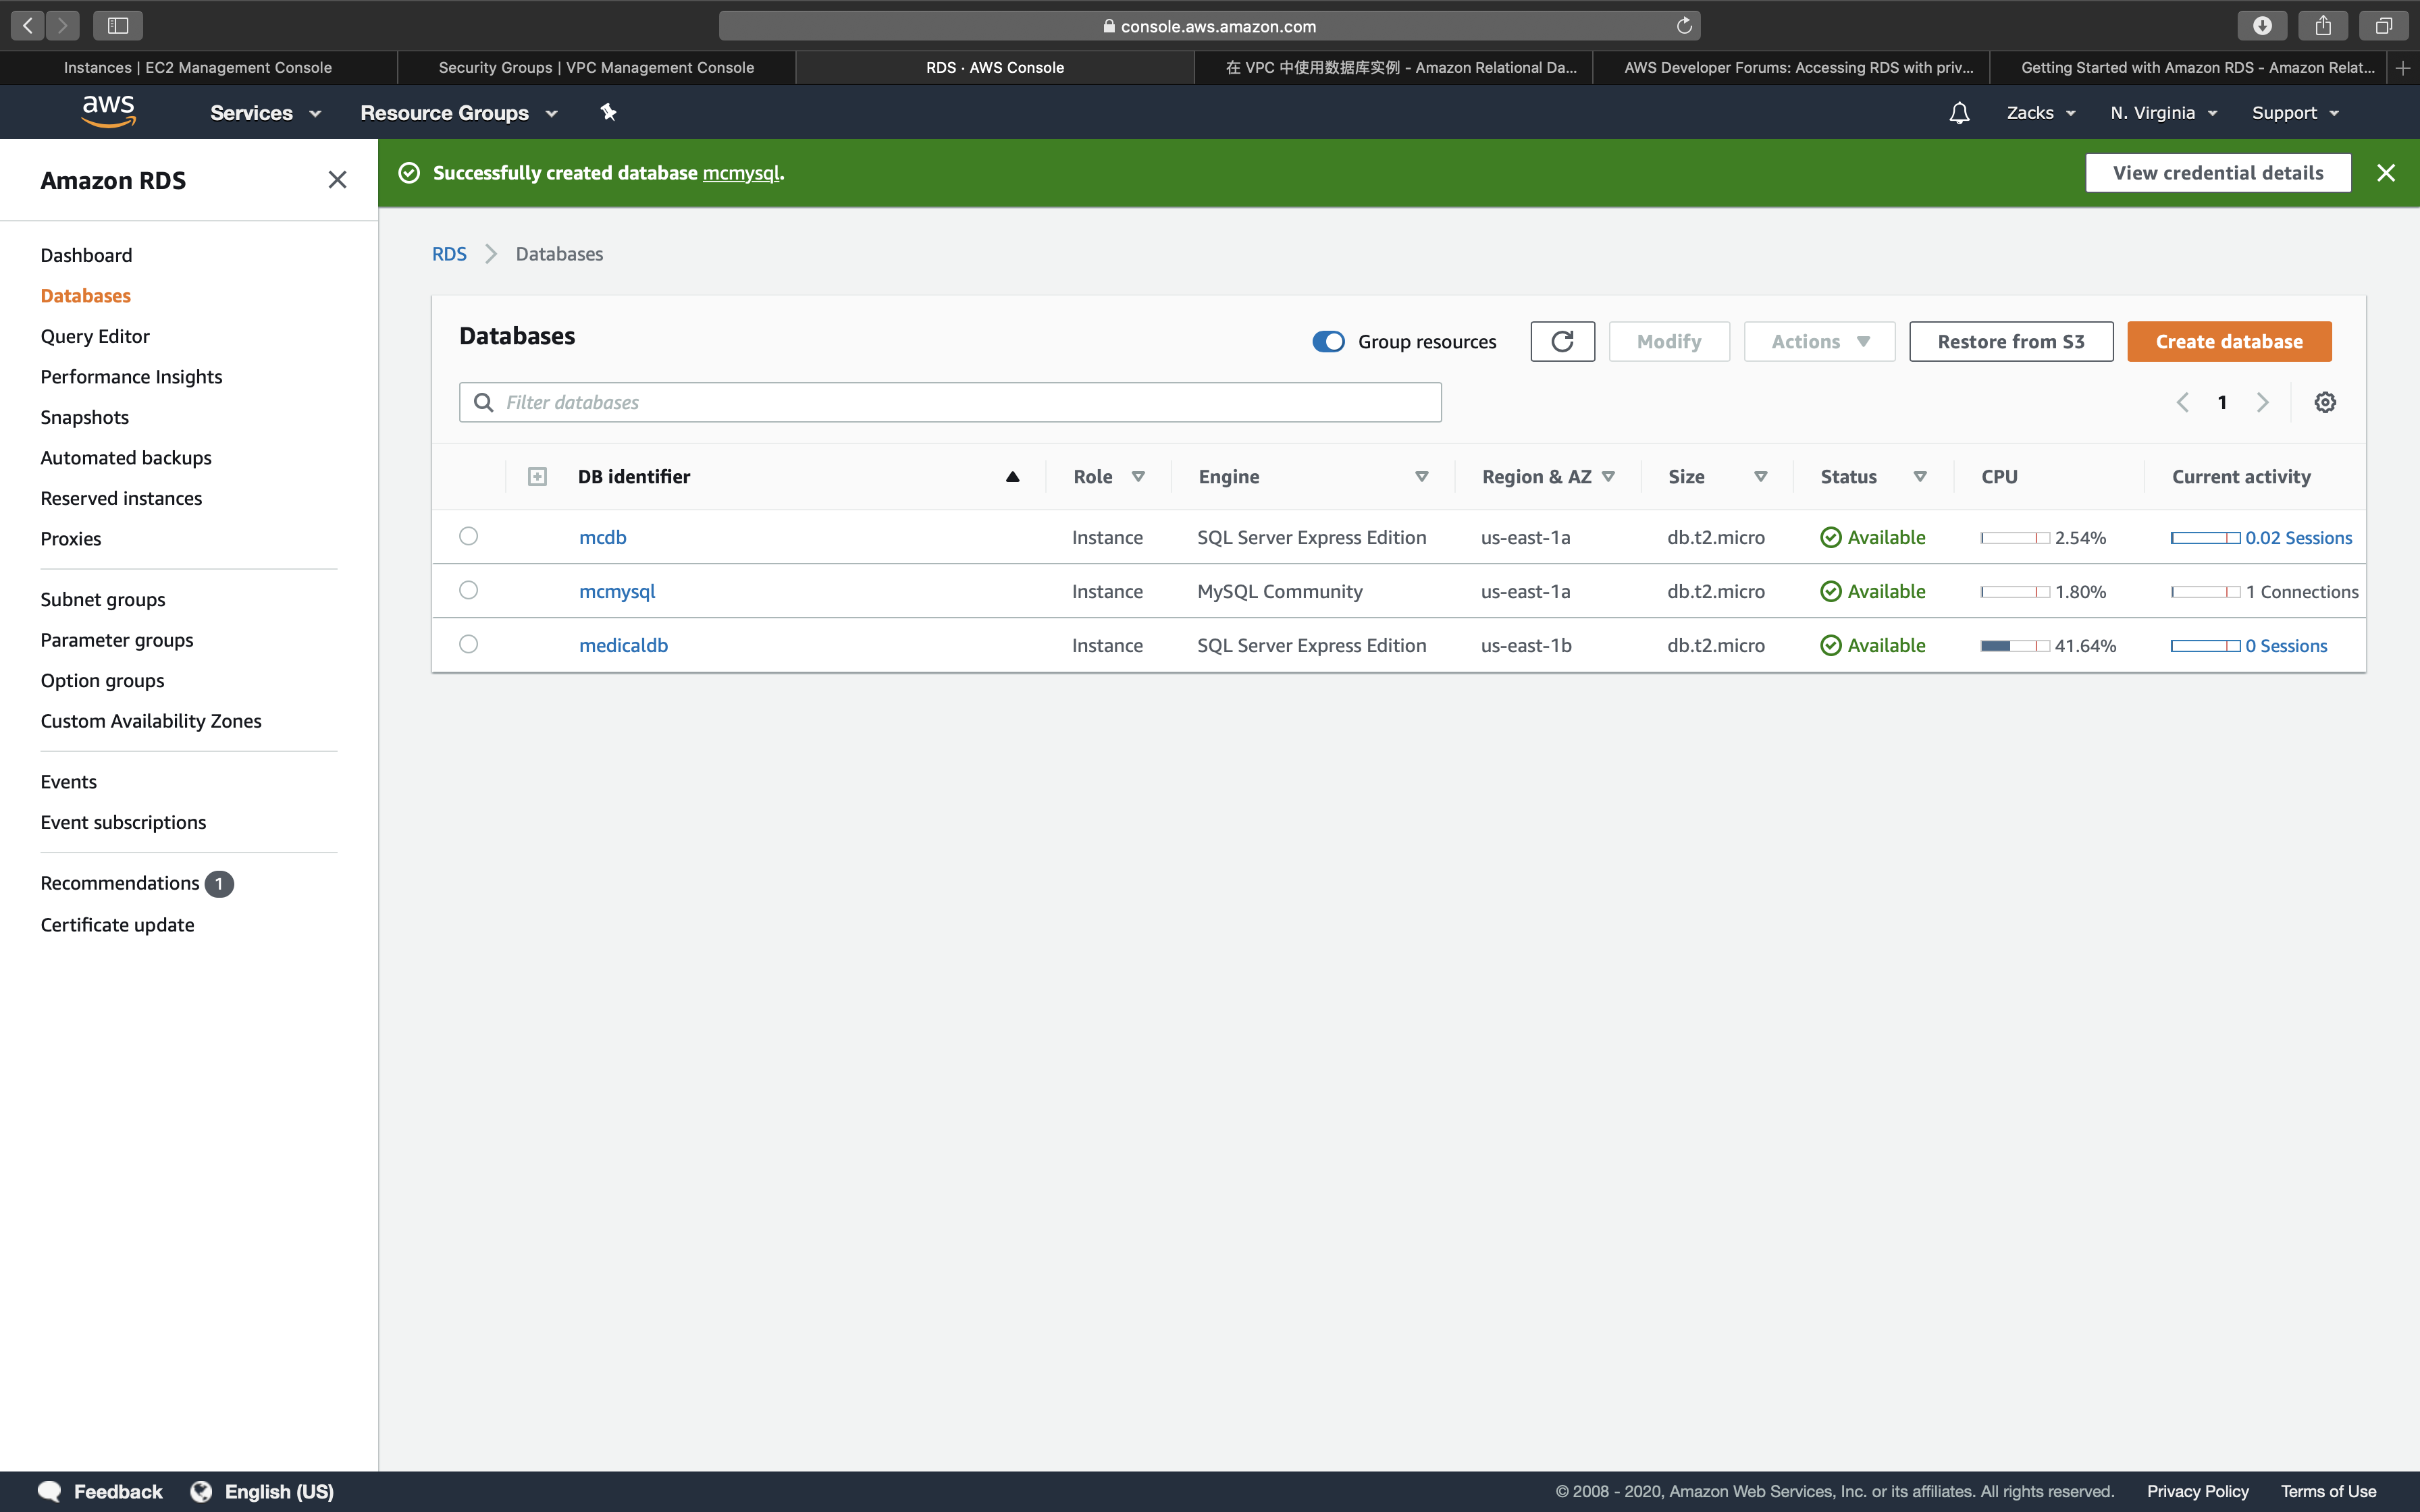 console.aws.amazon.com
Instances | EC2 Management Console
Security Groups | VPC Management Console
RDS · AWS Console
在 VPC 中使用数据库实例 - Amazon Relational Da...
AWS Developer Forums: Accessing RDS with priv...
Getting Started with Amazon RDS - Amazon Relat...
aws
Services
Resource Groups
Zacks
N. Virginia
Support
Amazon RDS
Dashboard
Databases
Query Editor
Performance Insights
Snapshots
Automated backups
Reserved instances
Proxies
Subnet groups
Parameter groups
Option groups
Custom Availability Zones
Events
Event subscriptions
Recommendations 1
Certificate update
Successfully created database mcmysql.
View credential details
RDS Databases
Databases
Group resources
Modify
Actions
Restore from S3
Create database
Filter databases
1
DB identifier Role Engine Region & AZ Size Status CPU Current activity
mcdb Instance SQL Server Express Edition us-east-1a db.t2.micro Available 2.54% 0.02 Sessions
mcmysql Instance MySQL Community us-east-1a db.t2.micro Available 1.80% 1 Connections
medicaldb Instance SQL Server Express Edition us-east-1b db.t2.micro Available 41.64% 0 Sessions
Feedback
English (US)
© 2008 - 2020, Amazon Web Services, Inc. or its affiliates. All rights reserved.
Privacy Policy
Terms of Use